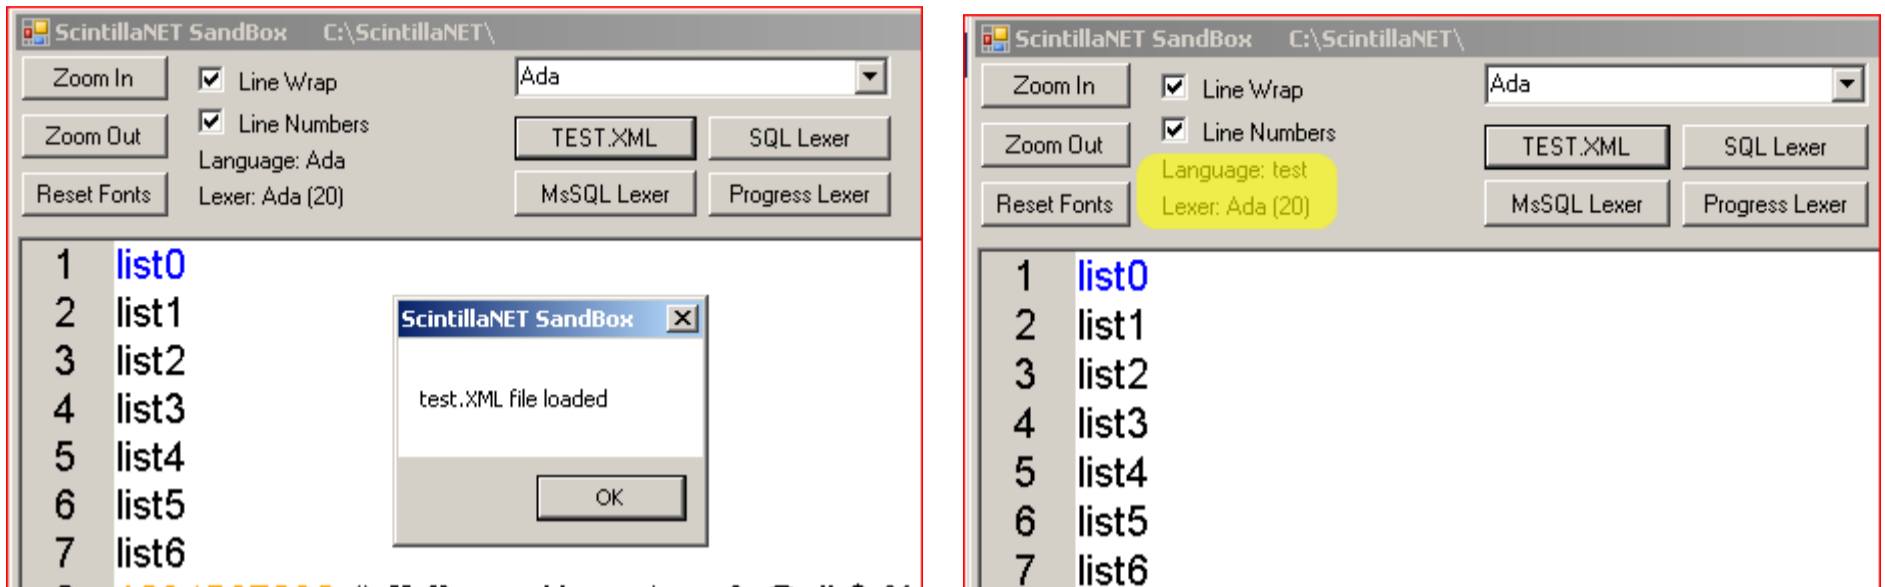 ScintillaNET SandBox C:\ScintillaNET\
Zoom In
Line Wrap
Ada
Zoom Out
Line Numbers
TEST.XML
SQL Lexer
Language: Ada
Reset Fonts
Lexer: Ada (20)
MsSQL Lexer
Progress Lexer
1 list0
2 list1
3 list2
4 list3
5 list4
6 list5
7 list6
ScintillaNET SandBox
test.XML file loaded
OK
ScintillaNET SandBox C:\ScintillaNET\
Zoom In
Line Wrap
Ada
Zoom Out
Line Numbers
TEST.XML
SQL Lexer
Language: test
Reset Fonts
Lexer: Ada (20)
MsSQL Lexer
Progress Lexer
1 list0
2 list1
3 list2
4 list3
5 list4
6 list5
7 list6